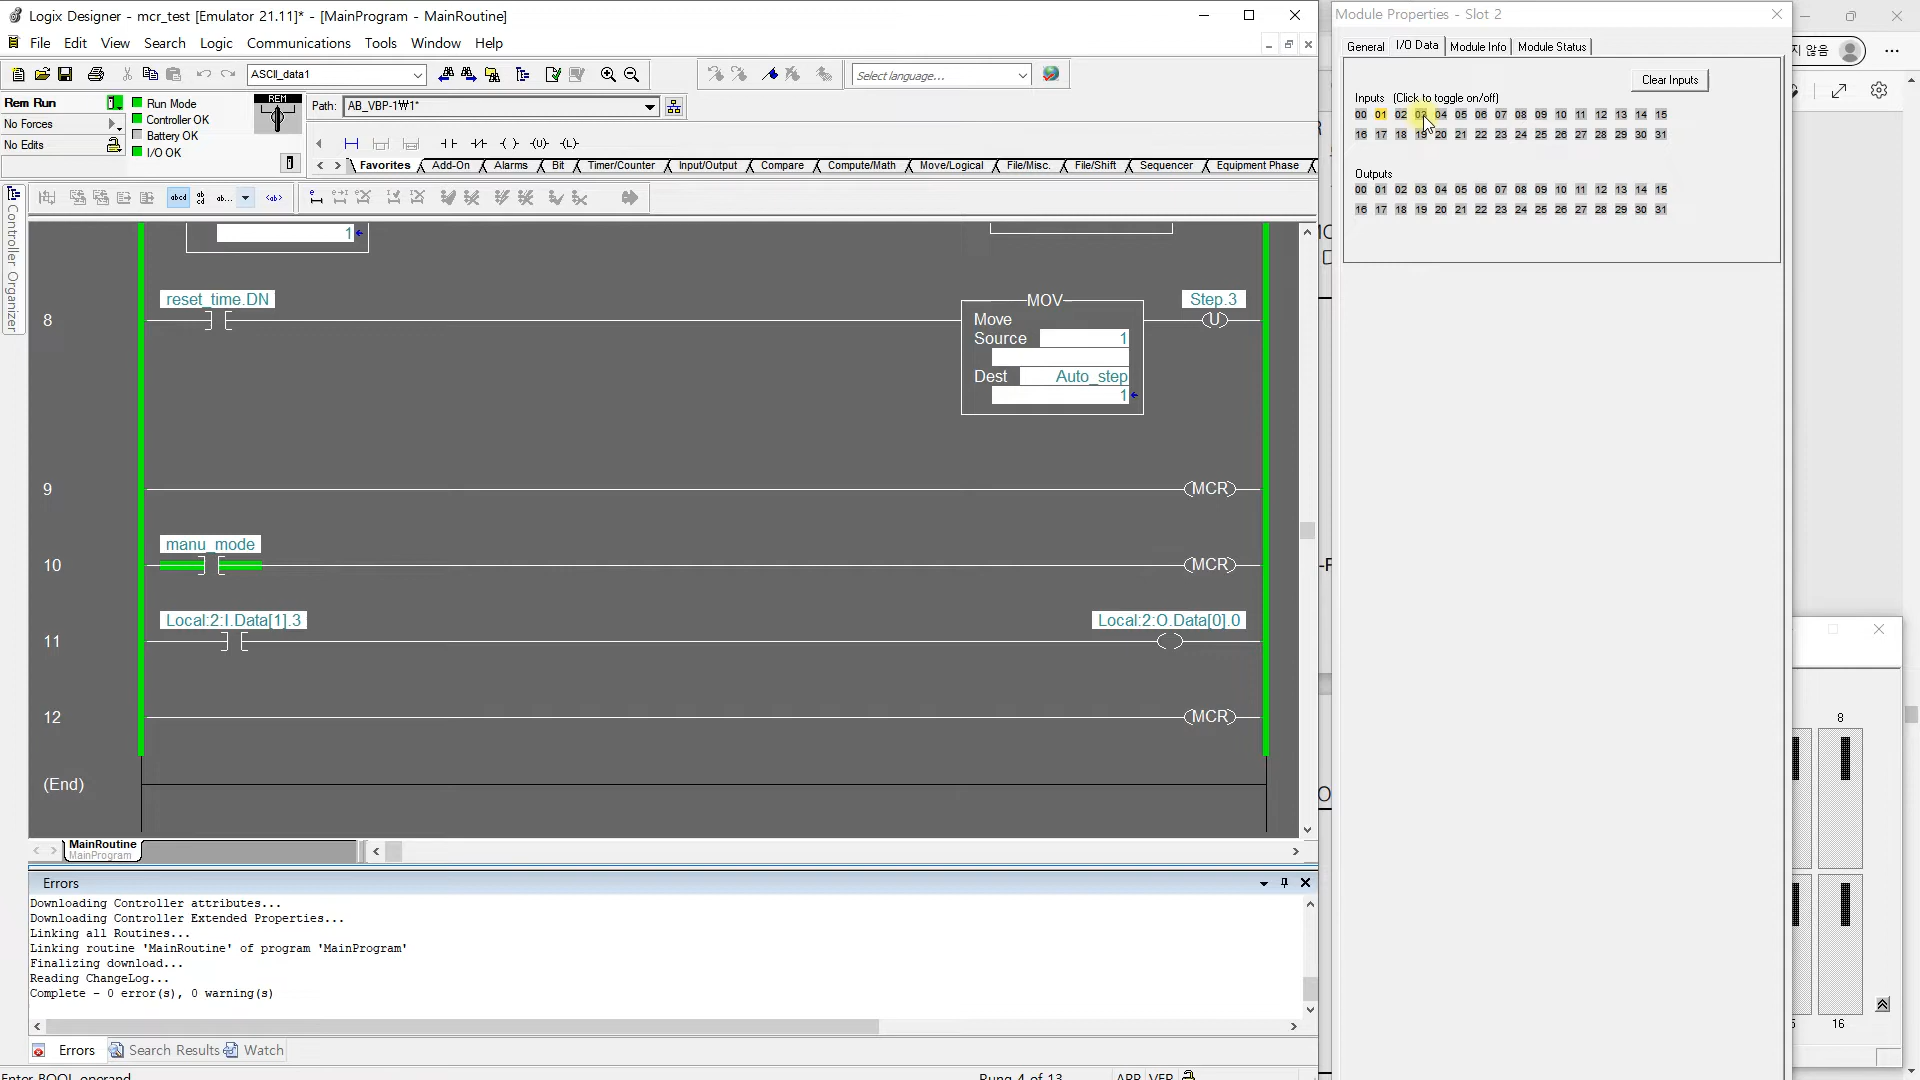 Logix Designer - mcr_test [Emulator 21.11]* - [MainProgram - MainRoutine]
File Edit View Search Logic Communications Tools Window Help
ASCII_data1
Select language...
Rem Run
No Forces
No Edits
Run Mode
Controller OK
Battery OK
I/O OK
REM
Path: AB_VBP-1₩1*
Favorites Add-On Alarms Bit Timer/Counter Input/Output Compare Compute/Math Move/Logical File/Misc. File/Shift Sequencer Equipment Phase
Controller Organizer
1
8
reset_time.DN
MOV
Move
Source 1
Dest Auto_step
1
Step.3
U
9
MCR
10
manu_mode
MCR
11
Local:2:I.Data[1].3
Local:2:O.Data[0].0
12
MCR
(End)
MainRoutine
MainProgram
Errors
Downloading Controller attributes...
Downloading Controller Extended Properties...
Linking all Routines...
Linking routine 'MainRoutine' of program 'MainProgram'
Finalizing download...
Reading ChangeLog...
Complete - 0 error(s), 0 warning(s)
Errors Search Results Watch
Enter BOOL operand
Rung 4 of 13
APP VER
Module Properties - Slot 2
General I/O Data Module Info Module Status
Clear Inputs
Inputs (Click to toggle on/off)
00 01 02 03 04 05 06 07 08 09 10 11 12 13 14 15
16 17 18 19 20 21 22 23 24 25 26 27 28 29 30 31
Outputs
00 01 02 03 04 05 06 07 08 09 10 11 12 13 14 15
16 17 18 19 20 21 22 23 24 25 26 27 28 29 30 31
않음
8
16